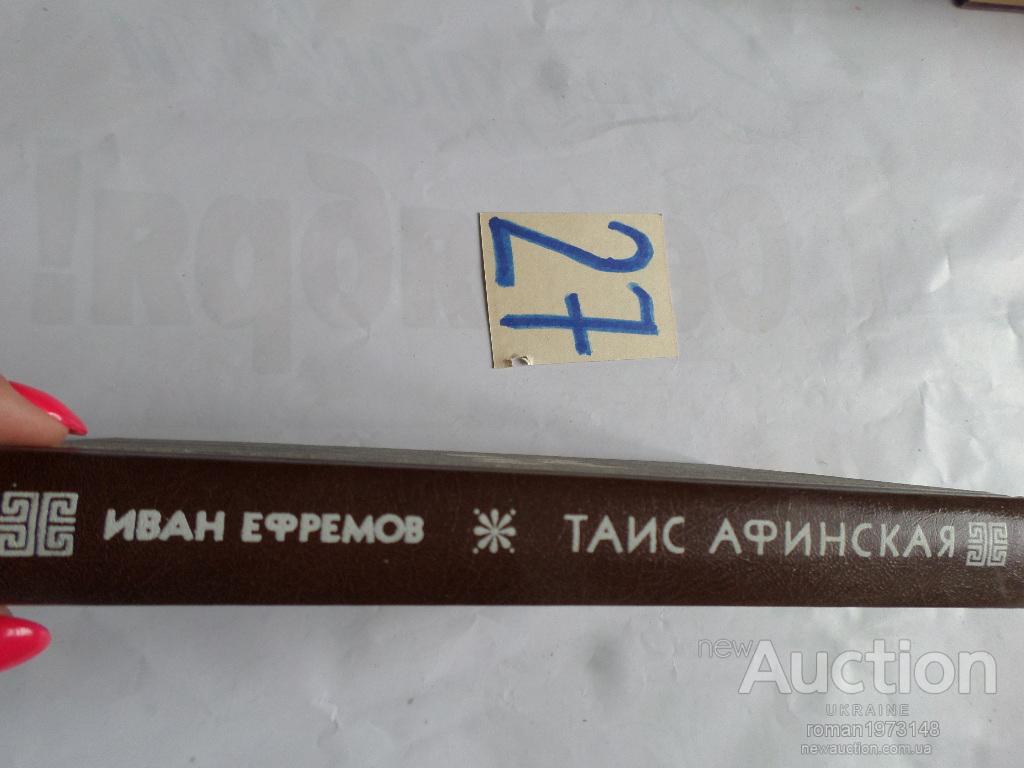 27
ИВАН ЕФРЕМОВ ТАИС АФИНСКАЯ
newAuction
UKRAINE
roman1973148
newauction.com.ua